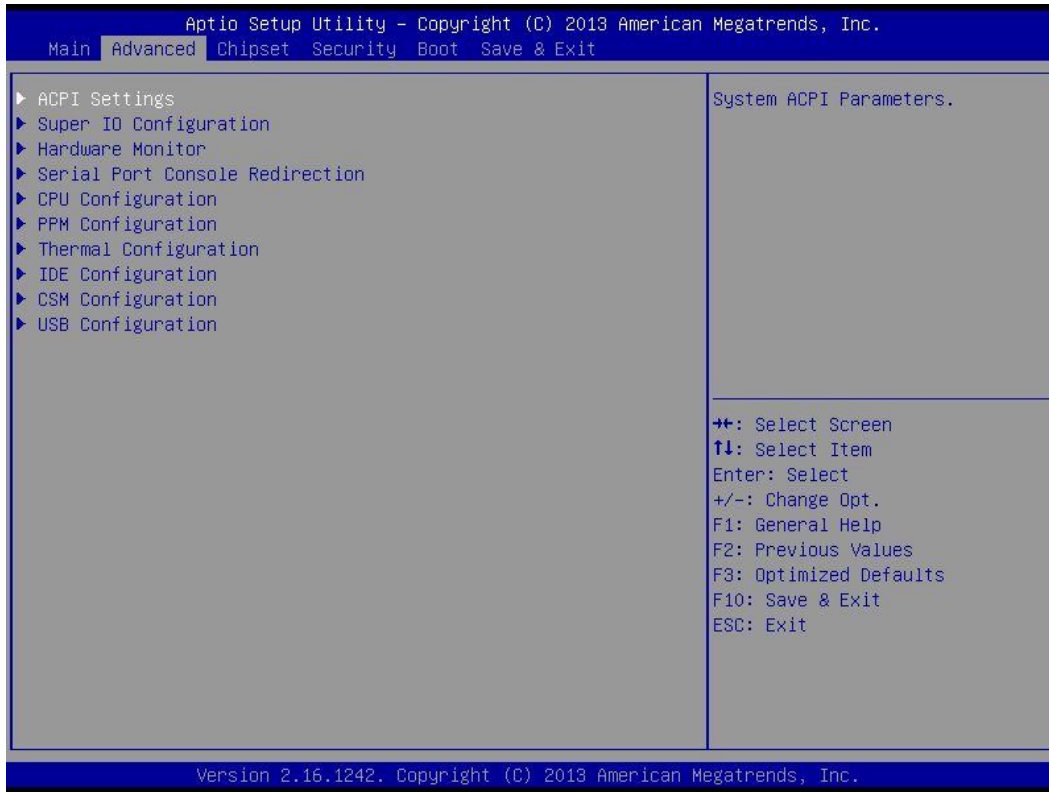 Aptio Setup Utility – Copyright (C) 2013 American Megatrends, Inc.
Main Advanced Chipset Security Boot Save & Exit
▶ ACPI Settings
▶ Super IO Configuration
▶ Hardware Monitor
▶ Serial Port Console Redirection
▶ CPU Configuration
▶ PPM Configuration
▶ Thermal Configuration
▶ IDE Configuration
▶ CSM Configuration
▶ USB Configuration
System ACPI Parameters.
→←: Select Screen
↑↓: Select Item
Enter: Select
+/-: Change Opt.
F1: General Help
F2: Previous Values
F3: Optimized Defaults
F10: Save & Exit
ESC: Exit
Version 2.16.1242. Copyright (C) 2013 American Megatrends, Inc.